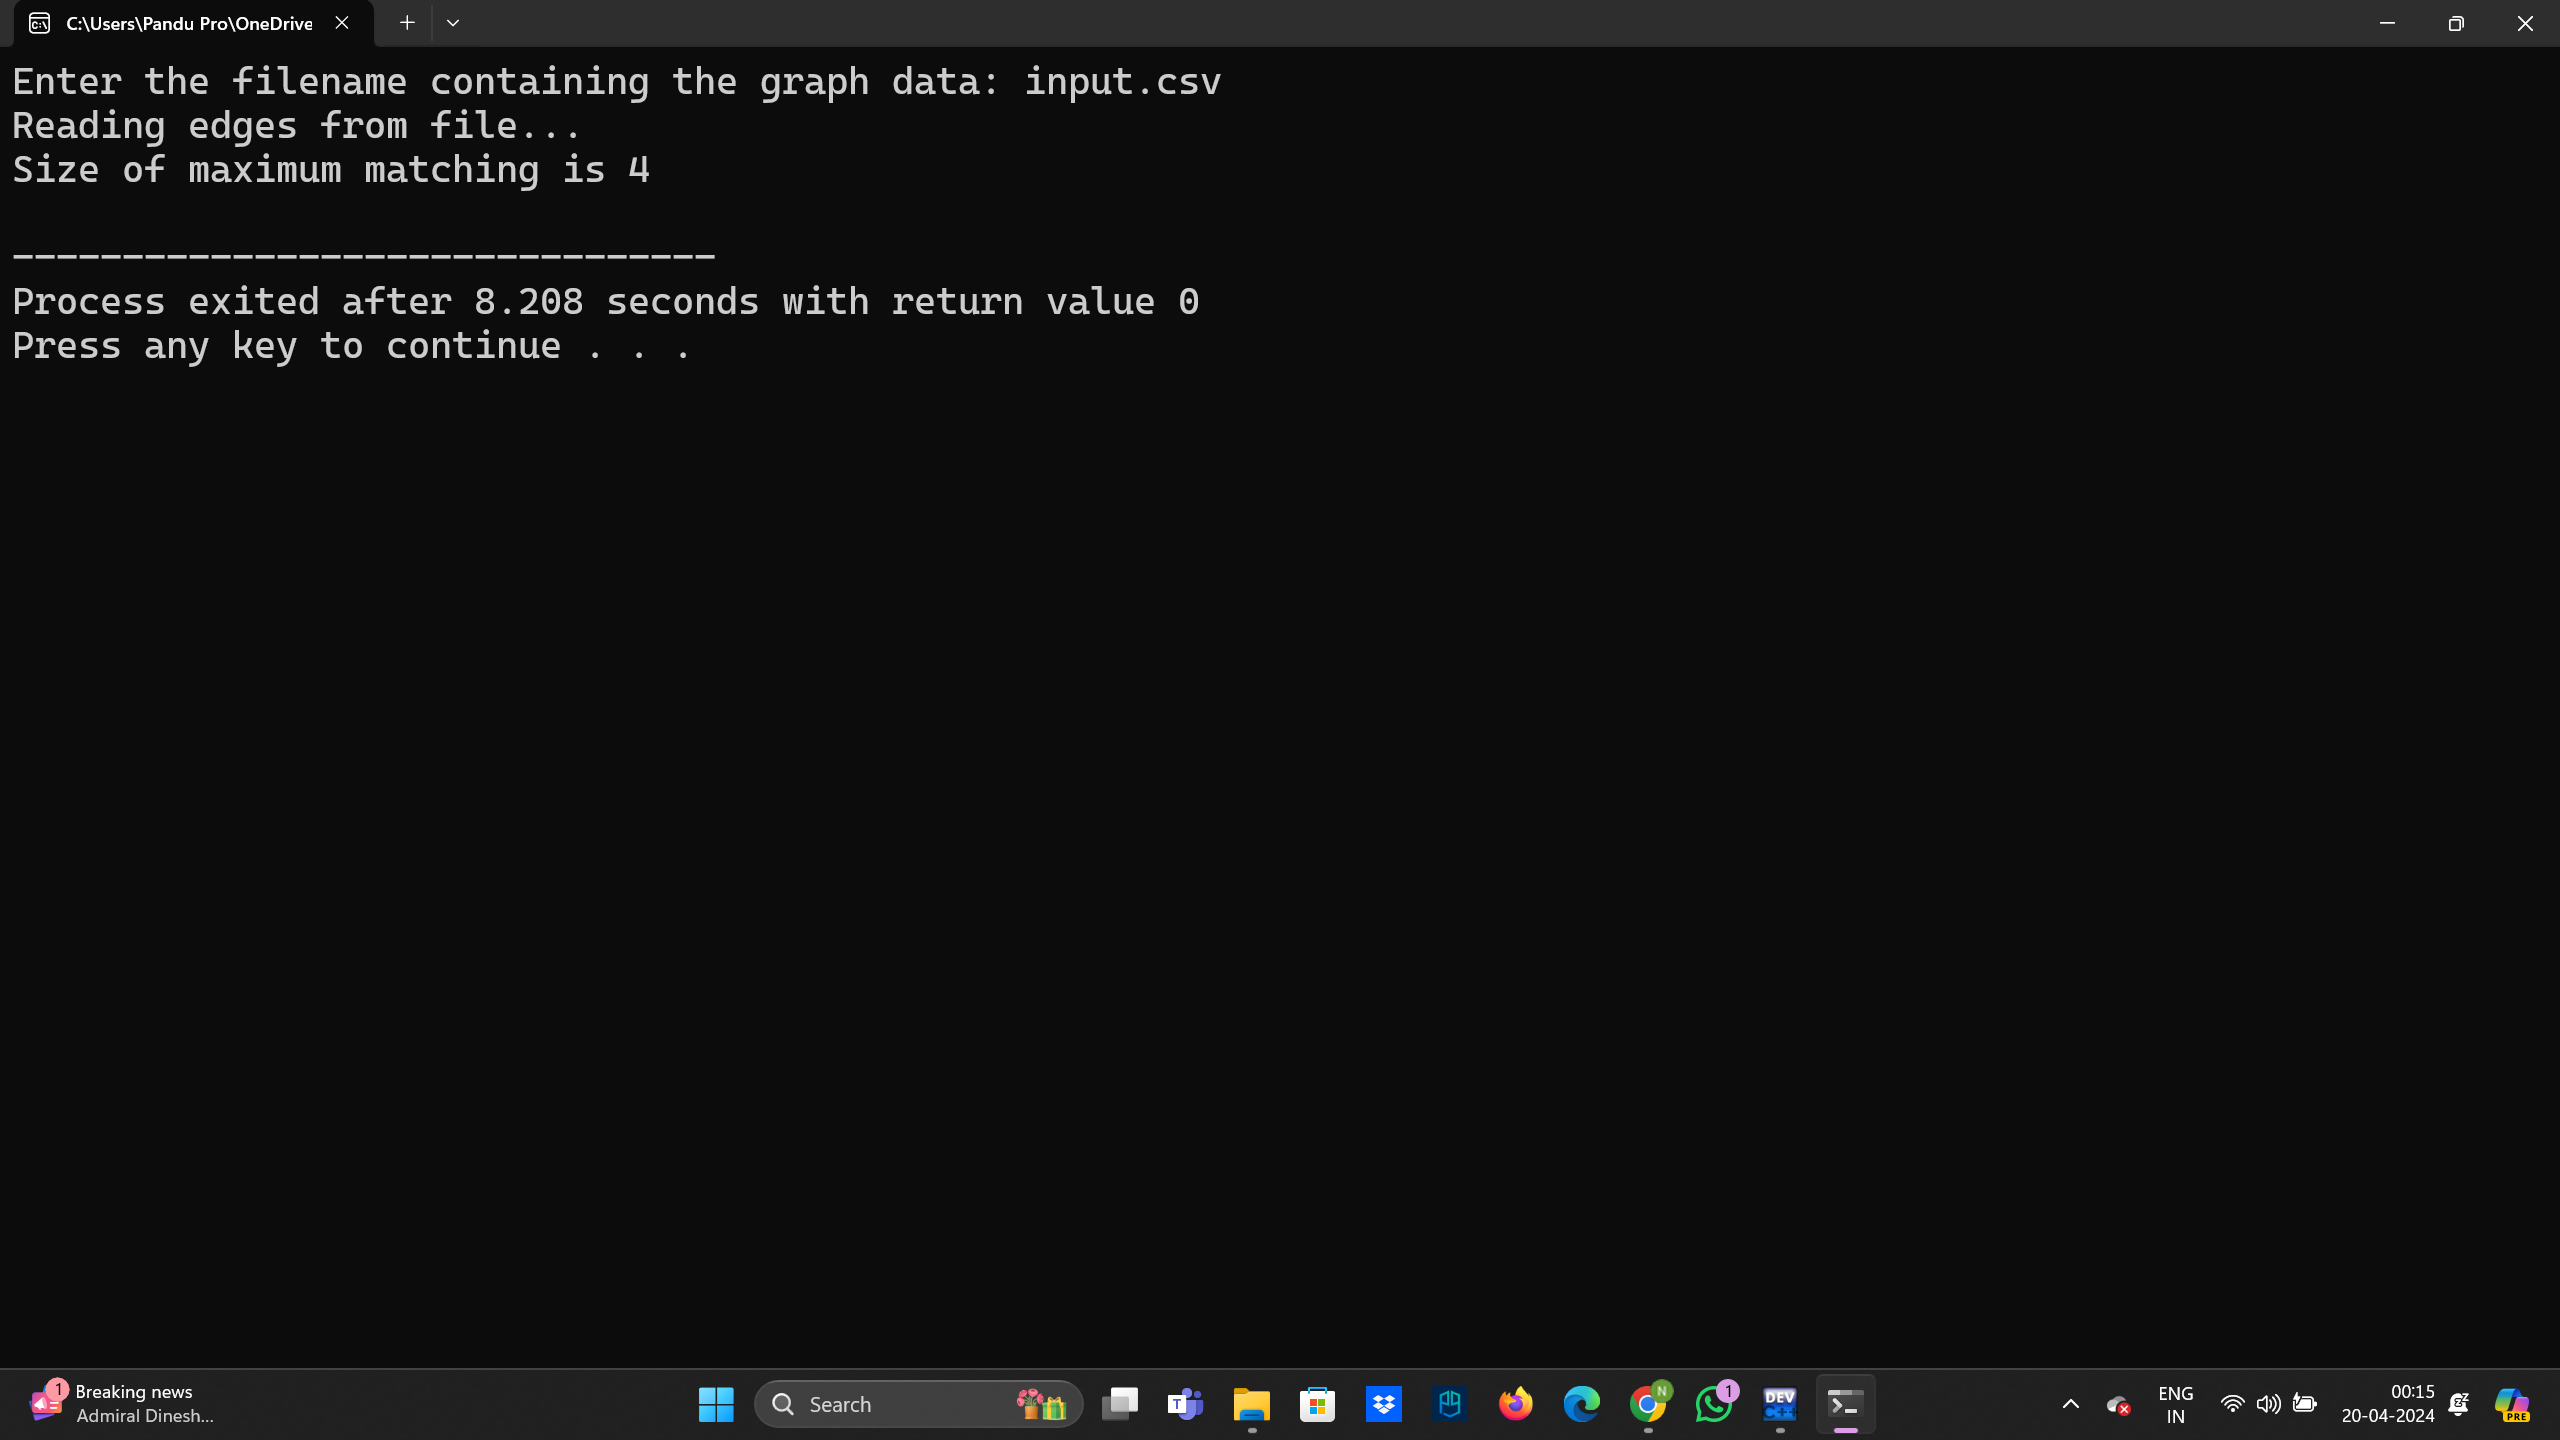 C:\Users\Pandu Pro\OneDrive
Enter the filename containing the graph data: input.csv
Reading edges from file...
Size of maximum matching is 4
--------------------------------
Process exited after 8.208 seconds with return value 0
Press any key to continue . . .
1
Breaking news
Admiral Dinesh...
Search
T
N
1
DEV
C++
ENG
IN
00:15
20-04-2024
PRE